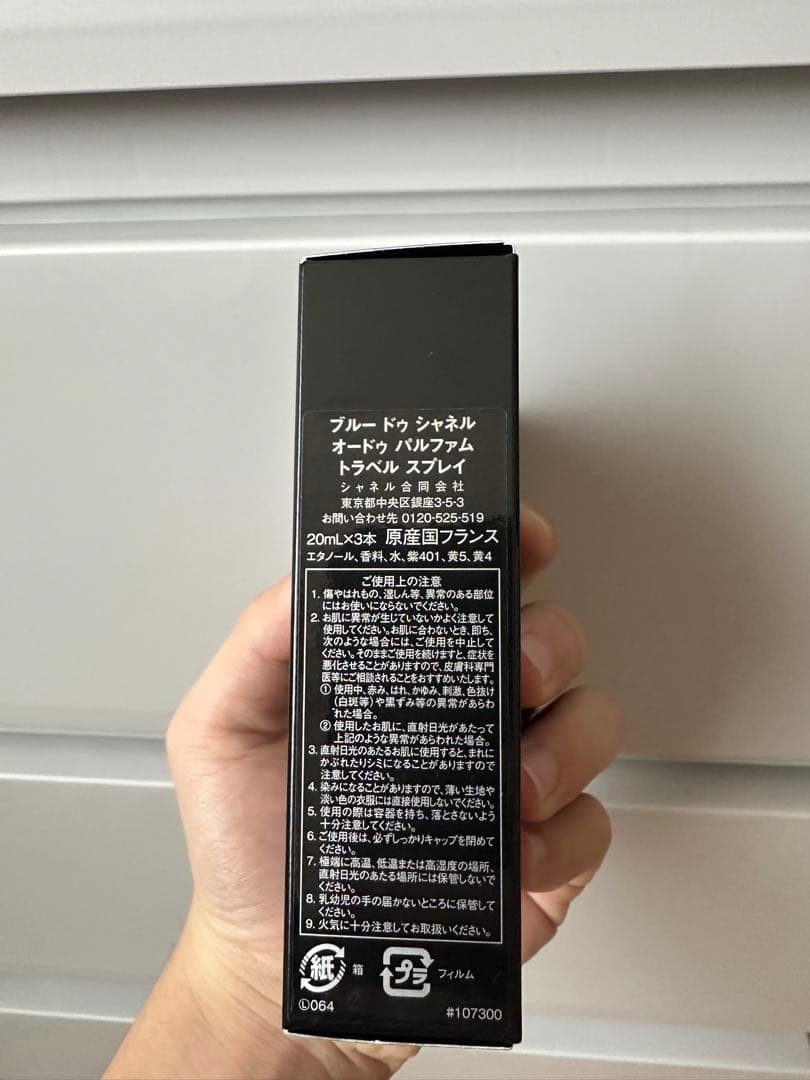 ブルー ドゥ シャネル
オードゥ パルファム
トラベル スプレイ
シャネル合同会社
東京都中央区銀座3-5-3
お問い合わせ先 0120-525-519
20mL×3本 原産国フランス
エタノール、香料、水、紫401、黄5、黄4
ご使用上の注意
1. 傷やはれもの、湿しん等、異常のある部位
にはお使いにならないでください。
2. お肌に異常が生じていないかよく注意して
使用してください。お肌に合わないとき、即ち、
次のような場合には、ご使用を中止して
ください。そのままご使用を続けますと、症状を
悪化させることがありますので、皮膚科専門
医等にご相談されることをおすすめいたします。
① 使用中、赤み、はれ、かゆみ、刺激、色抜け
(白斑等)や黒ずみ等の異常があらわ
れた場合。
② 使用したお肌に、直射日光があたって
上記のような異常があらわれた場合。
3. 直射日光のあたるお肌に使用すると、まれに
かぶれたりシミになることがありますので
注意してください。
4. 染みになることがありますので、薄い生地や
淡い色の衣服には直接使用しないでください。
5. 使用の際は容器を持ち、落とさないよう
十分注意してください。
6. ご使用後は、必ずしっかりキャップを閉めて
ください。
7. 極端に高温、低温または高湿度の場所、
直射日光のあたる場所には保管しないで
ください。
8. 乳幼児の手の届かないところに保管して
ください。
9. 火気に十分注意してお取扱いください。
紙 箱 プラ フィルム
Ⓛ064 #107300